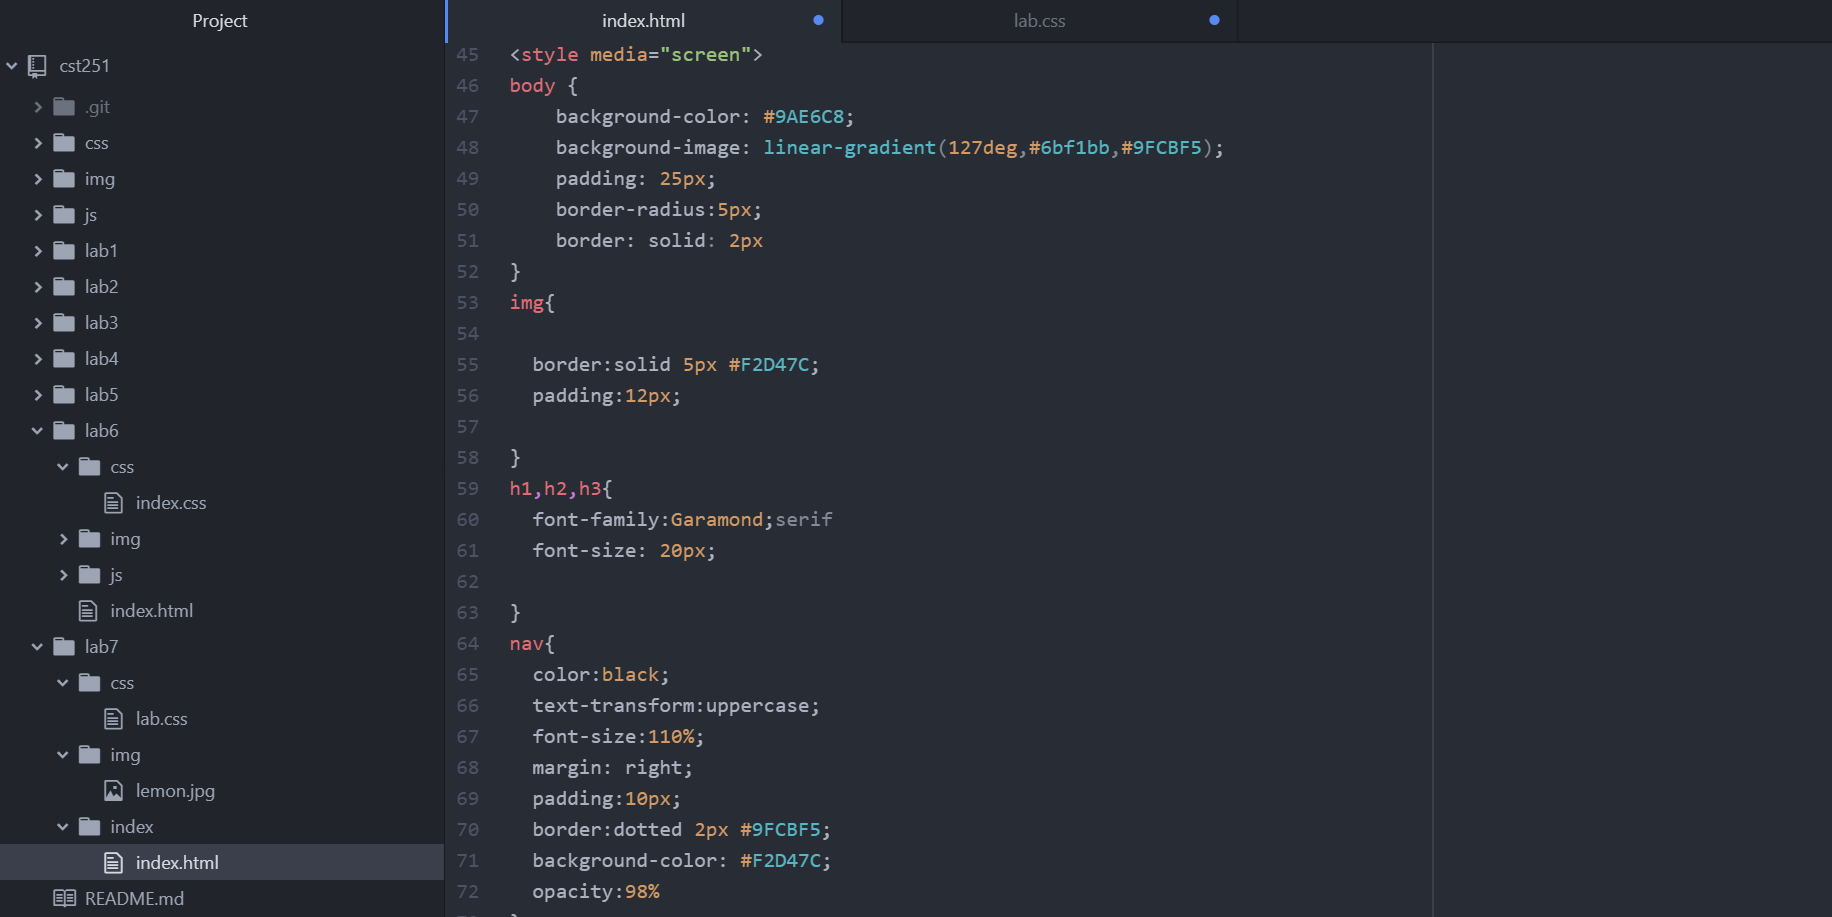 Project
cst251
.git
css
img
js
lab1
lab2
lab3
lab4
lab5
lab6
css
index.css
img
js
index.html
lab7
css
lab.css
img
lemon.jpg
index
index.html
README.md
index.html lab.css
45 <style media="screen">
46 body {
47 background-color: #9AE6C8;
48 background-image: linear-gradient(127deg,#6bf1bb,#9FCBF5);
49 padding: 25px;
50 border-radius:5px;
51 border: solid: 2px
52 }
53 img{
54
55 border:solid 5px #F2D47C;
56 padding:12px;
57
58 }
59 h1,h2,h3{
60 font-family:Garamond;serif
61 font-size: 20px;
62
63 }
64 nav{
65 color:black;
66 text-transform:uppercase;
67 font-size:110%;
68 margin: right;
69 padding:10px;
70 border:dotted 2px #9FCBF5;
71 background-color: #F2D47C;
72 opacity:98%